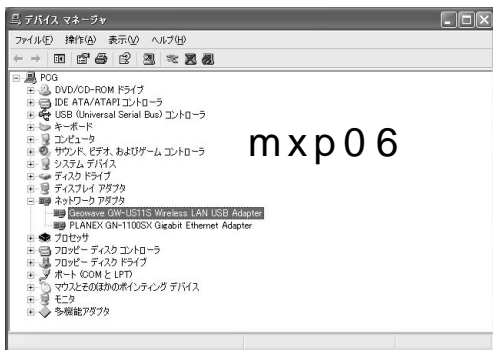 デバイス マネージャ
ファイル(F) 操作(A) 表示(V) ヘルプ(H)
PCG
DVD/CD-ROM ドライブ
IDE ATA/ATAPI コントローラ
USB (Universal Serial Bus) コントローラ
キーボード
コンピュータ
サウンド、ビデオ、およびゲーム コントローラ
mxp06
システム デバイス
ディスク ドライブ
ディスプレイ アダプタ
ネットワーク アダプタ
Geowave GW-US11S Wireless LAN USB Adapter
PLANEX GN-1100SX Gigabit Ethernet Adapter
プロセッサ
フロッピー ディスク コントローラ
フロッピー ディスク ドライブ
ポート (COM と LPT)
マウスとそのほかのポインティング デバイス
モニタ
多機能アダプタ